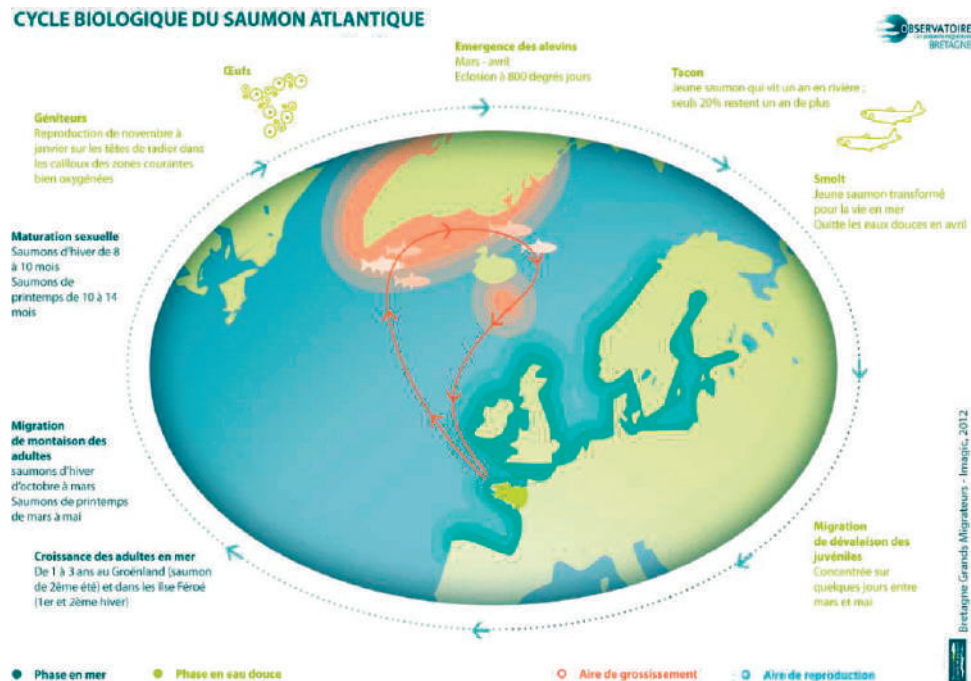 CYCLE BIOLOGIQUE DU SAUMON ATLANTIQUE
OBSERVATOIRE
BRETAGNE
Œufs
Emergence des alevins
Mars - avril
Eclosion à 800 degrés jours
Tacon
Jeune saumon qui vit un an en rivière ;
seuls 20% restent un an de plus
Géniteurs
Reproduction de novembre à
janvier sur les têtes de radier dans
les cailloux des zones courantes
bien oxygénées
Smolt
Jeune saumon transformé
pour la vie en mer
Quitte les eaux douces en avril
Maturation sexuelle
Saumons d'hiver de 8
à 10 mois
Saumons de
printemps de 10 à 14
mois
Migration
de montaison des
adultes
saumons d'hiver
d'octobre à mars
Saumons de printemps
de mars à mai
Migration
de dévalaison des
juvéniles
Concentrée sur
quelques jours entre
mars et mai
Croissance des adultes en mer
De 1 à 3 ans au Groënland (saumon
de 2ème été) et dans les îlse Féroé
(1er et 2ème hiver)
Phase en mer
Phase en eau douce
Aire de grossissement
Aire de reproduction
Bretagne Grands Migrateurs - Imagic, 2012